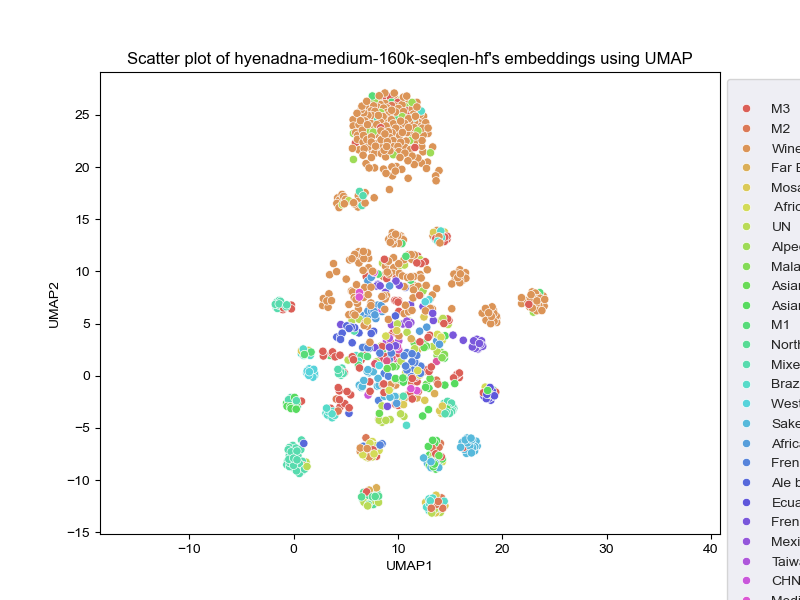 Scatter plot of hyenadna-medium-160k-seqlen-hf's embeddings using UMAP
25
20
15
10
5
0
−5
−10
−15
UMAP2
−10
0
10
20
30
40
UMAP1
M3
M2
Wine
Far E
Mosa
Afric
UN
Alpe
Mala
Asian
Asian
M1
North
Mixe
Braz
West
Sake
Africa
Fren
Ale b
Ecua
Fren
Mexi
Taiw
CHN